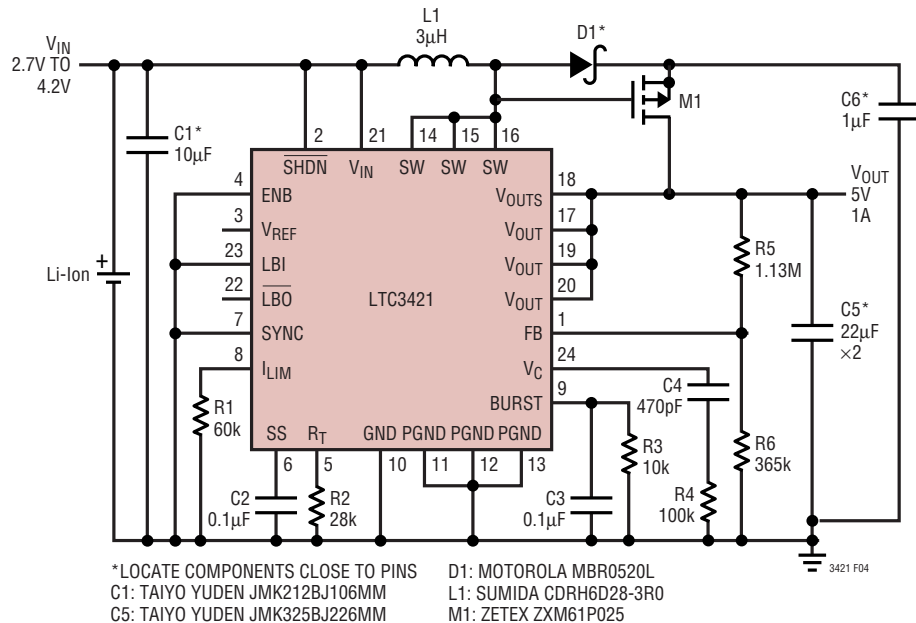 L1
3µH
D1*
VIN
2.7V TO
4.2V
M1
C6*
1µF
C1*
10µF
2
21
14
15
16
SHDN
VIN
SW
SW
SW
4
ENB
VOUTS
18
VOUT
5V
1A
3
VREF
VOUT
17
R5
1.13M
23
LBI
VOUT
19
Li-Ion
+
22
LBO
LTC3421
VOUT
20
C5*
22µF
×2
7
SYNC
FB
1
8
ILIM
VC
24
C4
470pF
R1
60k
BURST
9
SS
RT
GND
PGND
PGND
PGND
R3
10k
R6
365k
6
5
10
11
12
13
C2
0.1µF
R2
28k
C3
0.1µF
R4
100k
3421 F04
*LOCATE COMPONENTS CLOSE TO PINS
C1: TAIYO YUDEN JMK212BJ106MM
C5: TAIYO YUDEN JMK325BJ226MM
D1: MOTOROLA MBR0520L
L1: SUMIDA CDRH6D28-3R0
M1: ZETEX ZXM61P025